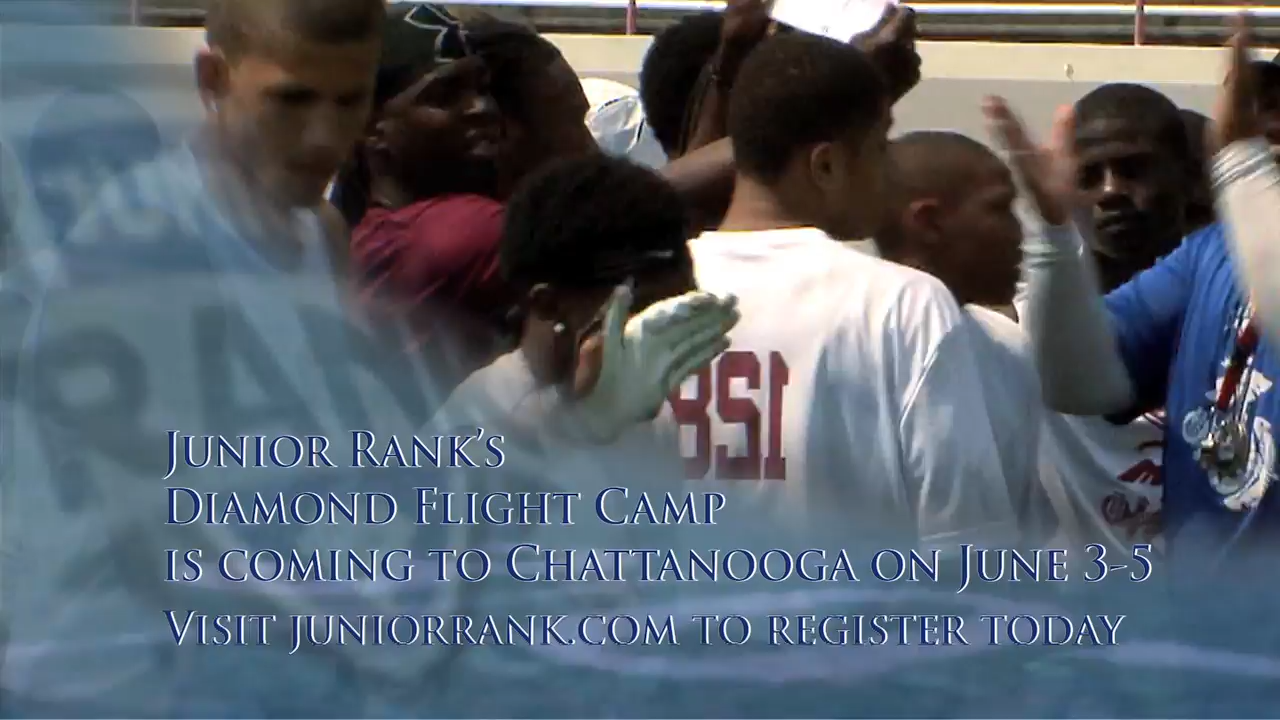 Junior Rank's
Diamond Flight Camp
is coming to Chattanooga on June 3-5
Visit juniorrank.com to register today